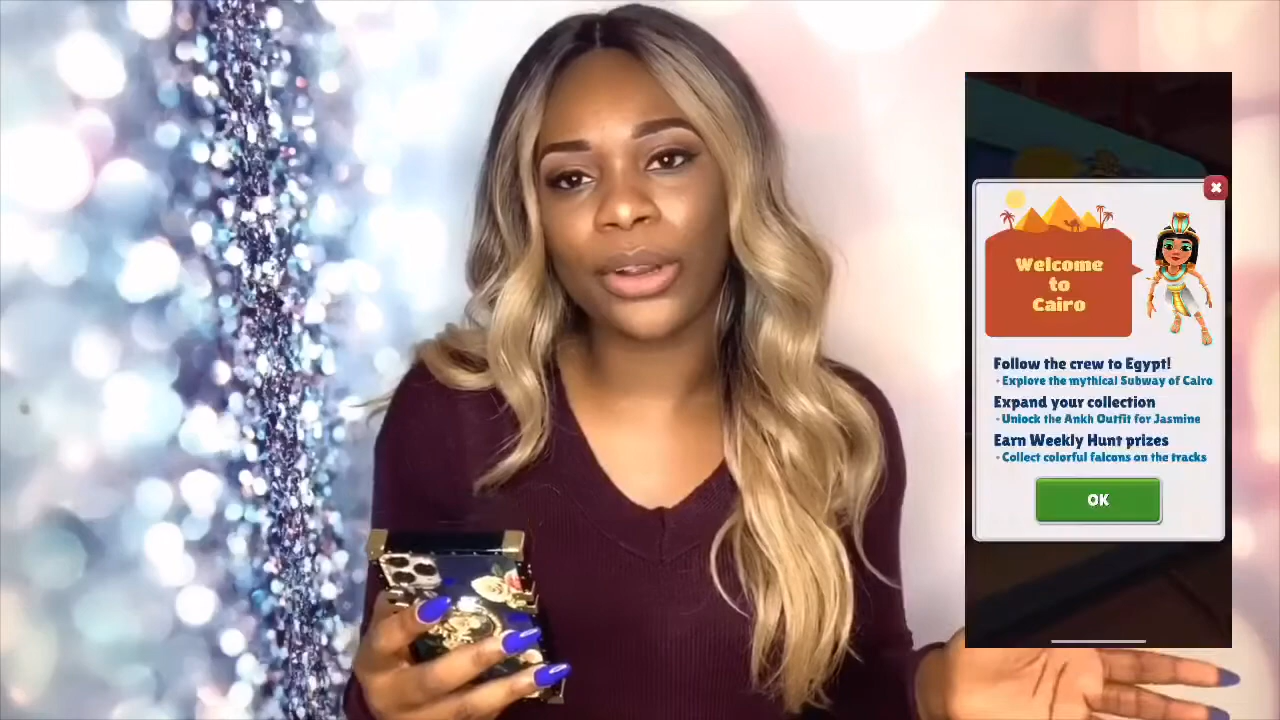 Welcome
to
Cairo
Follow the crew to Egypt!
· Explore the mythical Subway of Cairo
Expand your collection
· Unlock the Ankh Outfit for Jasmine
Earn Weekly Hunt prizes
· Collect colorful falcons on the tracks
OK